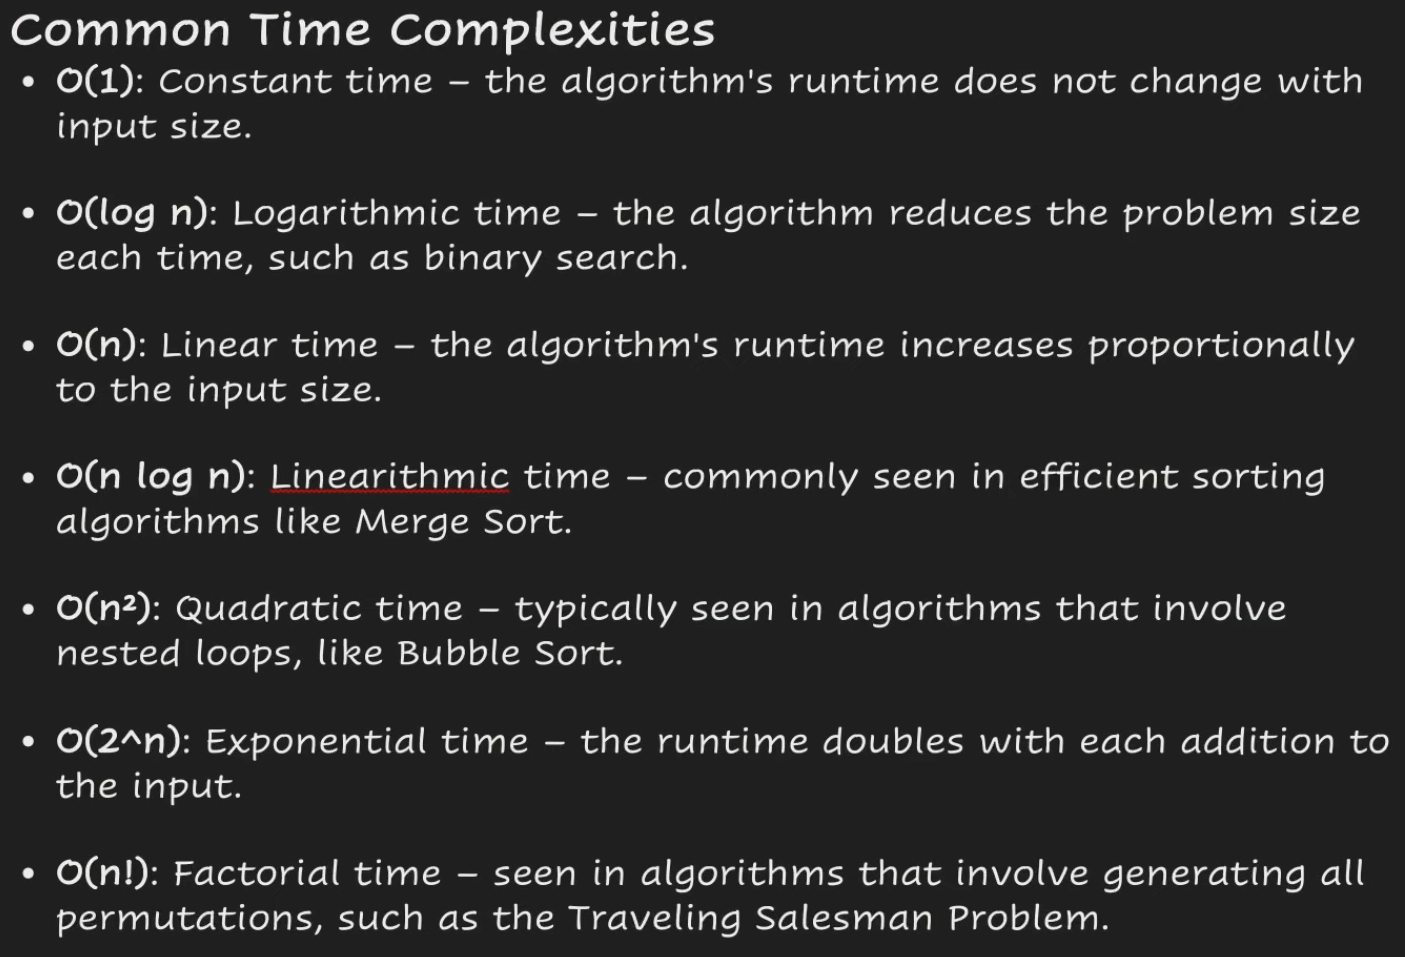 Common Time Complexities
• O(1): Constant time – the algorithm's runtime does not change with
input size.
• O(log n): Logarithmic time – the algorithm reduces the problem size
each time, such as binary search.
• O(n): Linear time – the algorithm's runtime increases proportionally
to the input size.
• O(n log n): Linearithmic time – commonly seen in efficient sorting
algorithms like Merge Sort.
• O(n²): Quadratic time – typically seen in algorithms that involve
nested loops, like Bubble Sort.
• O(2^n): Exponential time – the runtime doubles with each addition to
the input.
• O(n!): Factorial time – seen in algorithms that involve generating all
permutations, such as the Traveling Salesman Problem.